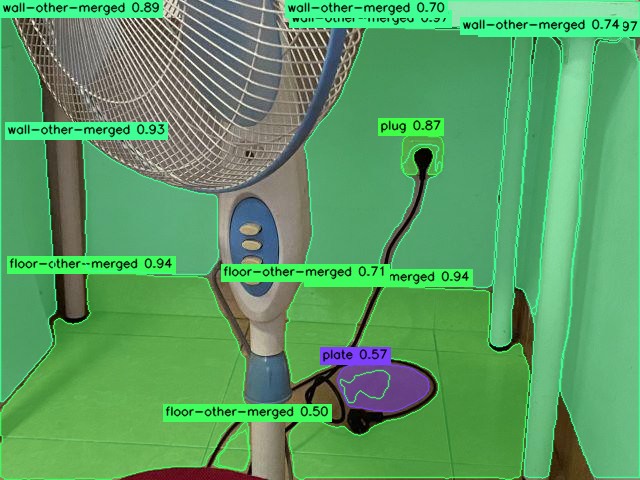 wall-other-merged 0.89
wall-other-merged 0.70
wall-other-merged 0.97
wall-other-merged 0.74
97
wall-other-merged 0.93
plug 0.87
floor-other-merged 0.94
floor-other-merged 0.71
merged 0.94
plate 0.57
floor-other-merged 0.50